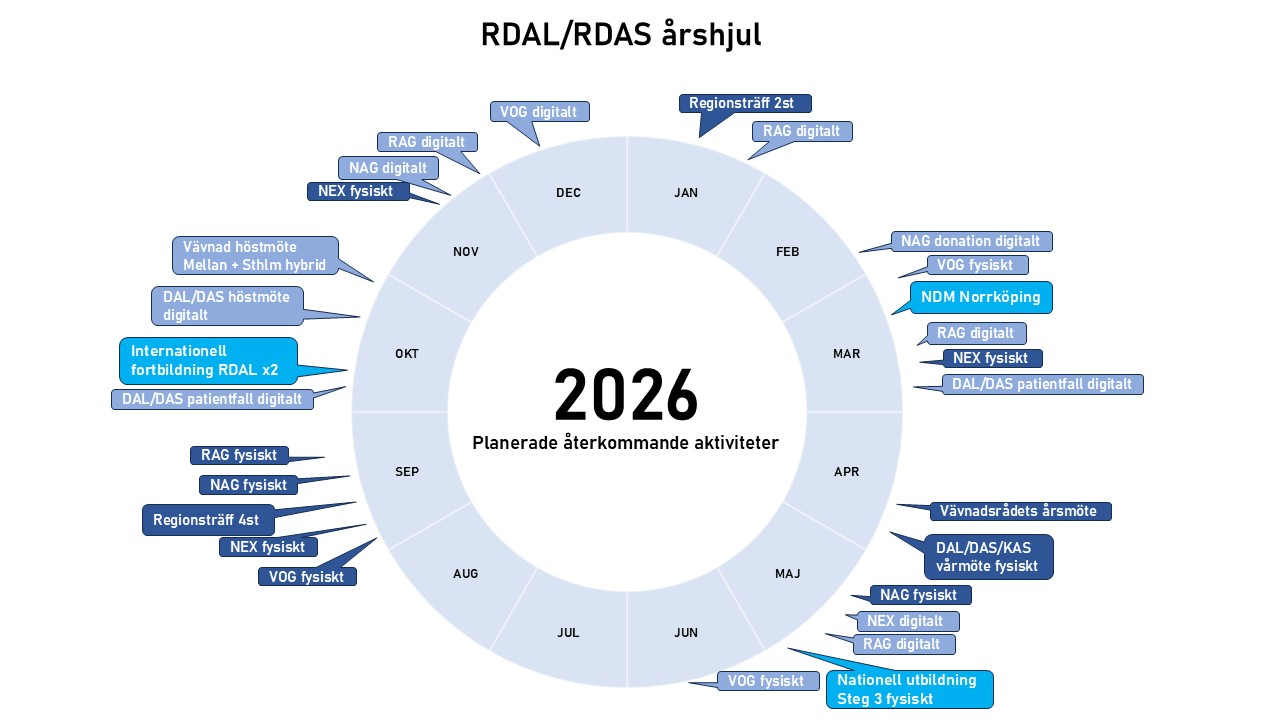 RDAL/RDAS årshjul
Regionsträff 2st
RAG digitalt
NAG donation digitalt
VOG fysiskt
NDM Norrköping
RAG digitalt
NEX fysiskt
DAL/DAS patientfall digitalt
Vävnadsrådets årsmöte
DAL/DAS/KAS
vårmöte fysiskt
NAG fysiskt
NEX digitalt
RAG digitalt
Nationell utbildning
Steg 3 fysiskt
VOG fysiskt
VOG fysiskt
NEX fysiskt
Regionsträff 4st
NAG fysiskt
RAG fysiskt
DAL/DAS patientfall digitalt
Internationell
fortbildning RDAL x2
DAL/DAS höstmöte
digitalt
Vävnad höstmöte
Mellan + Sthlm hybrid
NEX fysiskt
NAG digitalt
RAG digitalt
VOG digitalt
JAN
FEB
MAR
APR
MAJ
JUN
JUL
AUG
SEP
OKT
NOV
DEC
2026
Planerade återkommande aktiviteter